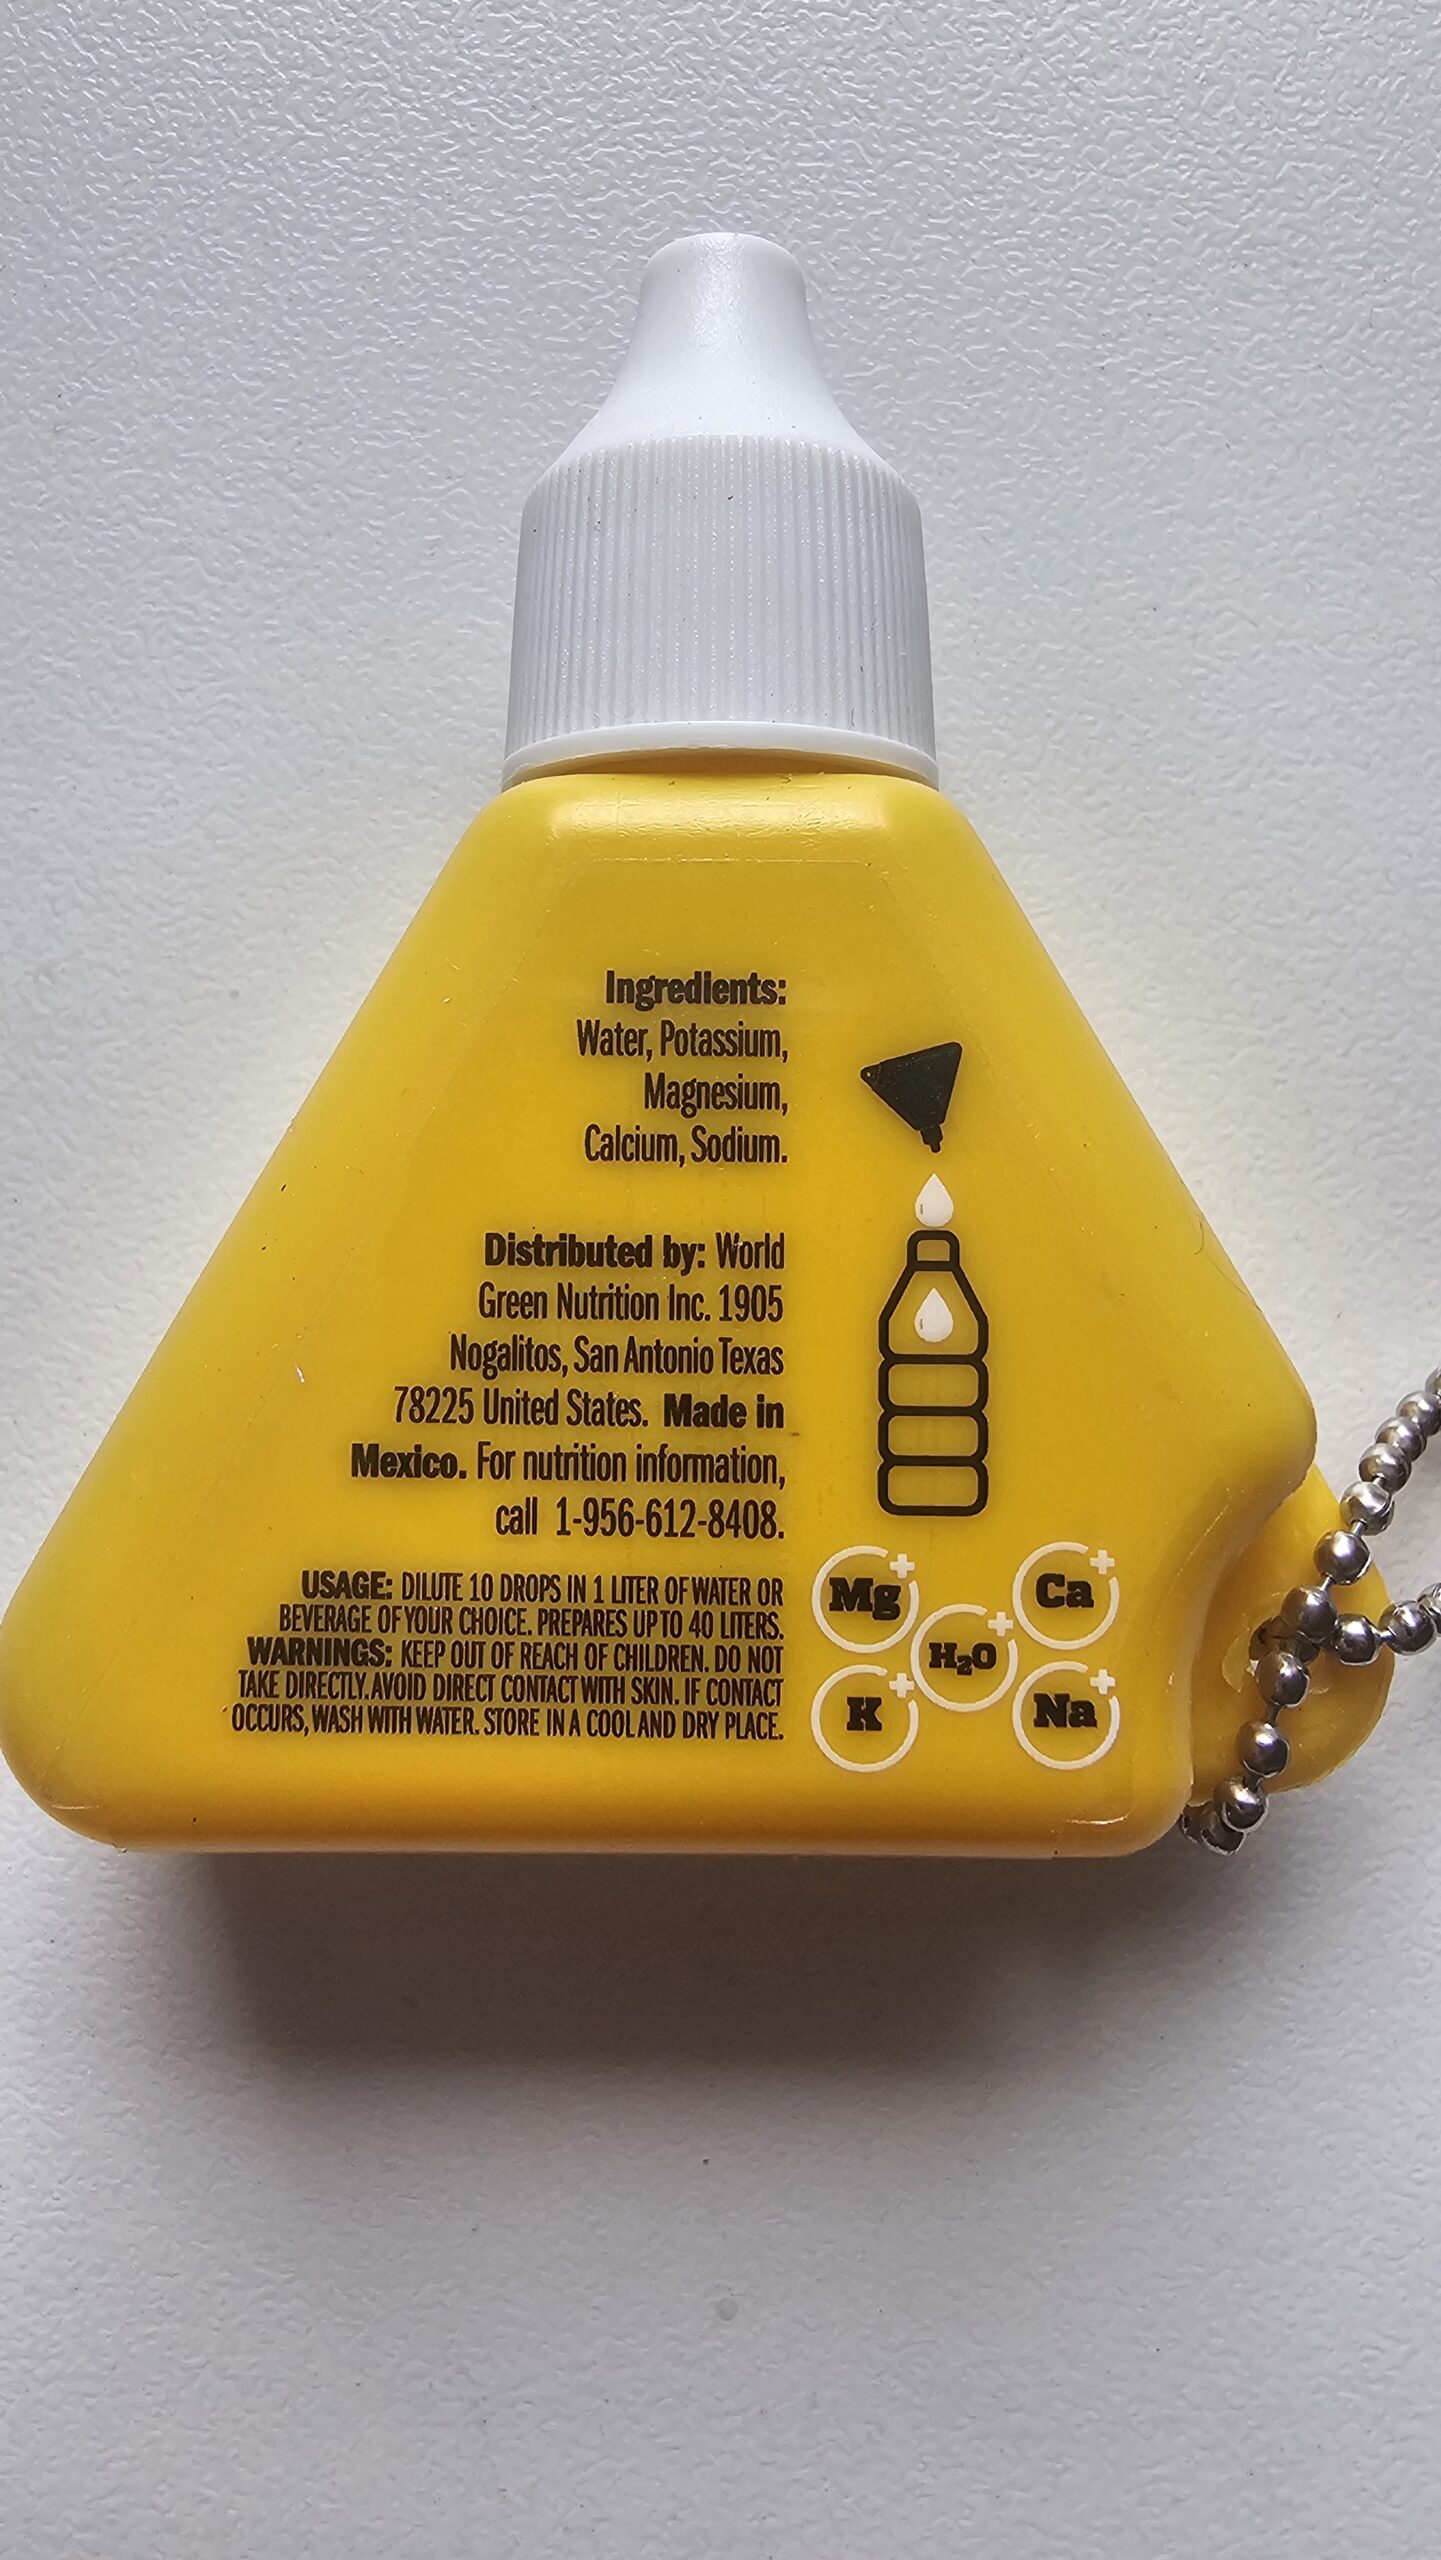 Ingredients:
Water, Potassium,
Magnesium,
Calcium, Sodium.
Distributed by: World
Green Nutrition Inc. 1905
Nogalitos, San Antonio Texas
78225 United States. Made in
Mexico. For nutrition information,
call 1-956-612-8408.
USAGE: DILUTE 10 DROPS IN 1 LITER OF WATER OR
BEVERAGE OF YOUR CHOICE. PREPARES UP TO 40 LITERS.
WARNINGS: KEEP OUT OF REACH OF CHILDREN. DO NOT
TAKE DIRECTLY. AVOID DIRECT CONTACT WITH SKIN. IF CONTACT
OCCURS, WASH WITH WATER. STORE IN A COOL AND DRY PLACE.
Mg+ Ca+
H₂O+
K+ Na+